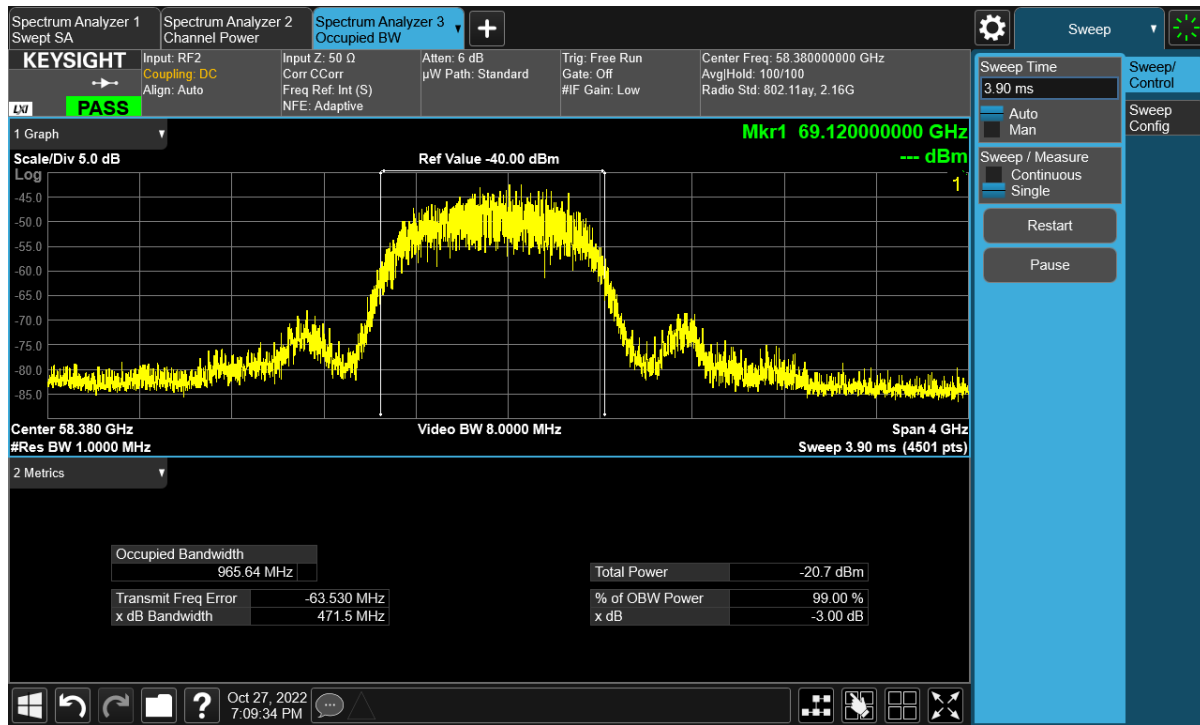 Spectrum Analyzer 1
Swept SA
Spectrum Analyzer 2
Channel Power
Spectrum Analyzer 3
Occupied BW
Sweep
KEYSIGHT
LXI
PASS
Input: RF2
Coupling: DC
Align: Auto
Input Z: 50 Ω
Corr CCorr
Freq Ref: Int (S)
NFE: Adaptive
Atten: 6 dB
µW Path: Standard
Trig: Free Run
Gate: Off
#IF Gain: Low
Center Freq: 58.380000000 GHz
Avg|Hold: 100/100
Radio Std: 802.11ay, 2.16G
1 Graph
Mkr1 69.120000000 GHz
Scale/Div 5.0 dB
Ref Value -40.00 dBm
--- dBm
Log
1
-45.0
-50.0
-55.0
-60.0
-65.0
-70.0
-75.0
-80.0
-85.0
Center 58.380 GHz
Video BW 8.0000 MHz
Span 4 GHz
#Res BW 1.0000 MHz
Sweep 3.90 ms (4501 pts)
2 Metrics
Occupied Bandwidth
965.64 MHz
Total Power -20.7 dBm
Transmit Freq Error -63.530 MHz
% of OBW Power 99.00 %
x dB Bandwidth 471.5 MHz
x dB -3.00 dB
Sweep Time
3.90 ms
Auto
Man
Sweep / Measure
Continuous
Single
Restart
Pause
Sweep/
Control
Sweep
Config
?
Oct 27, 2022
7:09:34 PM